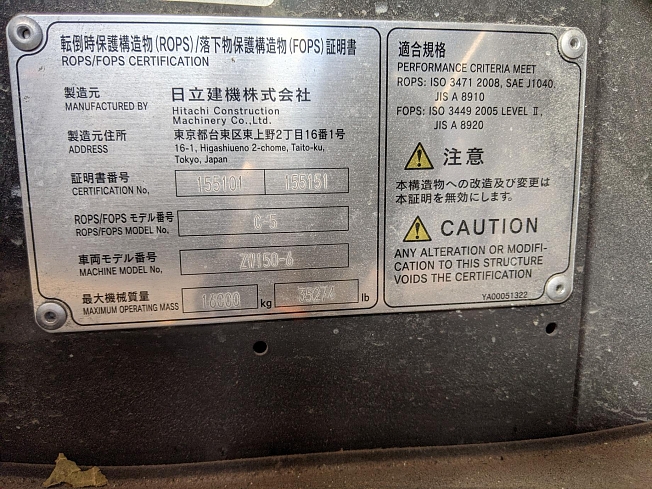 転倒時保護構造物(ROPS)/落下物保護構造物(FOPS)証明書
ROPS/FOPS CERTIFICATION
製造元
MANUFACTURED BY
日立建機株式会社
Hitachi Construction
Machinery Co.,Ltd.
製造元住所
ADDRESS
東京都台東区東上野2丁目16番1号
16-1, Higashiueno 2-chome, Taito-ku,
Tokyo, Japan
証明書番号
CERTIFICATION No,
155101 155151
ROPS/FOPS モデル番号
ROPS/FOPS MODEL No,
C-5
車両モデル番号
MACHINE MODEL No,
ZW150-6
最大機械質量
MAXIMUM OPERATING MASS
16000 kg 35274 lb
適合規格
PERFORMANCE CRITERIA MEET
ROPS: ISO 3471 2008, SAE J1040,
JIS A 8910
FOPS: ISO 3449 2005 LEVEL Ⅱ,
JIS A 8920
注意
本構造物への改造及び変更は
本証明を無効にします。
CAUTION
ANY ALTERATION OR MODIFI-
CATION TO THIS STRUCTURE
VOIDS THE CERTIFICATION
YA00051322